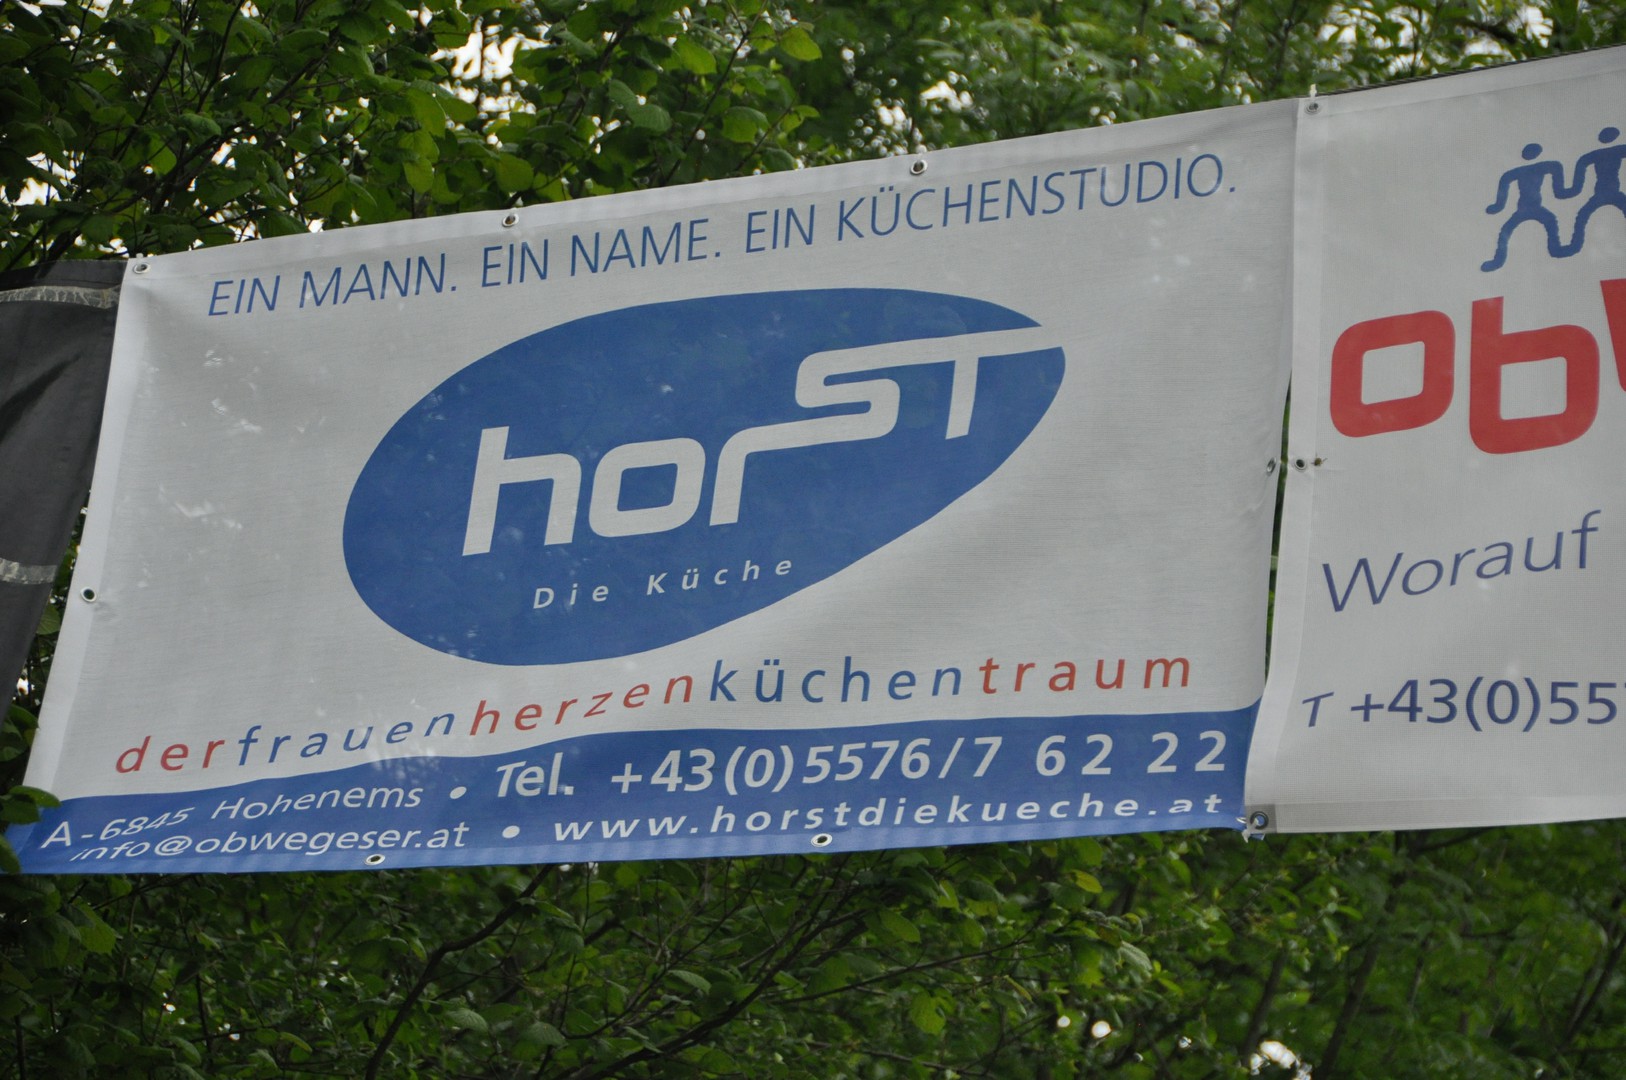 EIN MANN. EIN NAME. EIN KÜCHENSTUDIO.
horST
Die Küche
derfrauenherzenküchentraum
A-6845 Hohenems • Tel. +43(0)5576/7 62 22
info@obwegeser.at • www.horstdiekueche.at
Worauf
T +43(0)55